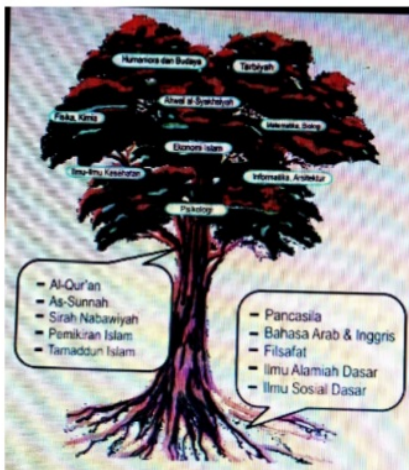 Humaniora dan Budaya
Tarbiyah
Ahwal al-Syakhsiyah
Fisika, Kimia
Matematika, Biologi
Ekonomi Islam
Ilmu-Ilmu Kesehatan
Informatika, Arsitektur
Psikologi
- Al-Qur'an
- As-Sunnah
- Sirah Nabawiyah
- Pemikiran Islam
- Tamaddun Islam
- Pancasila
- Bahasa Arab & Inggris
- Filsafat
- Ilmu Alamiah Dasar
- Ilmu Sosial Dasar